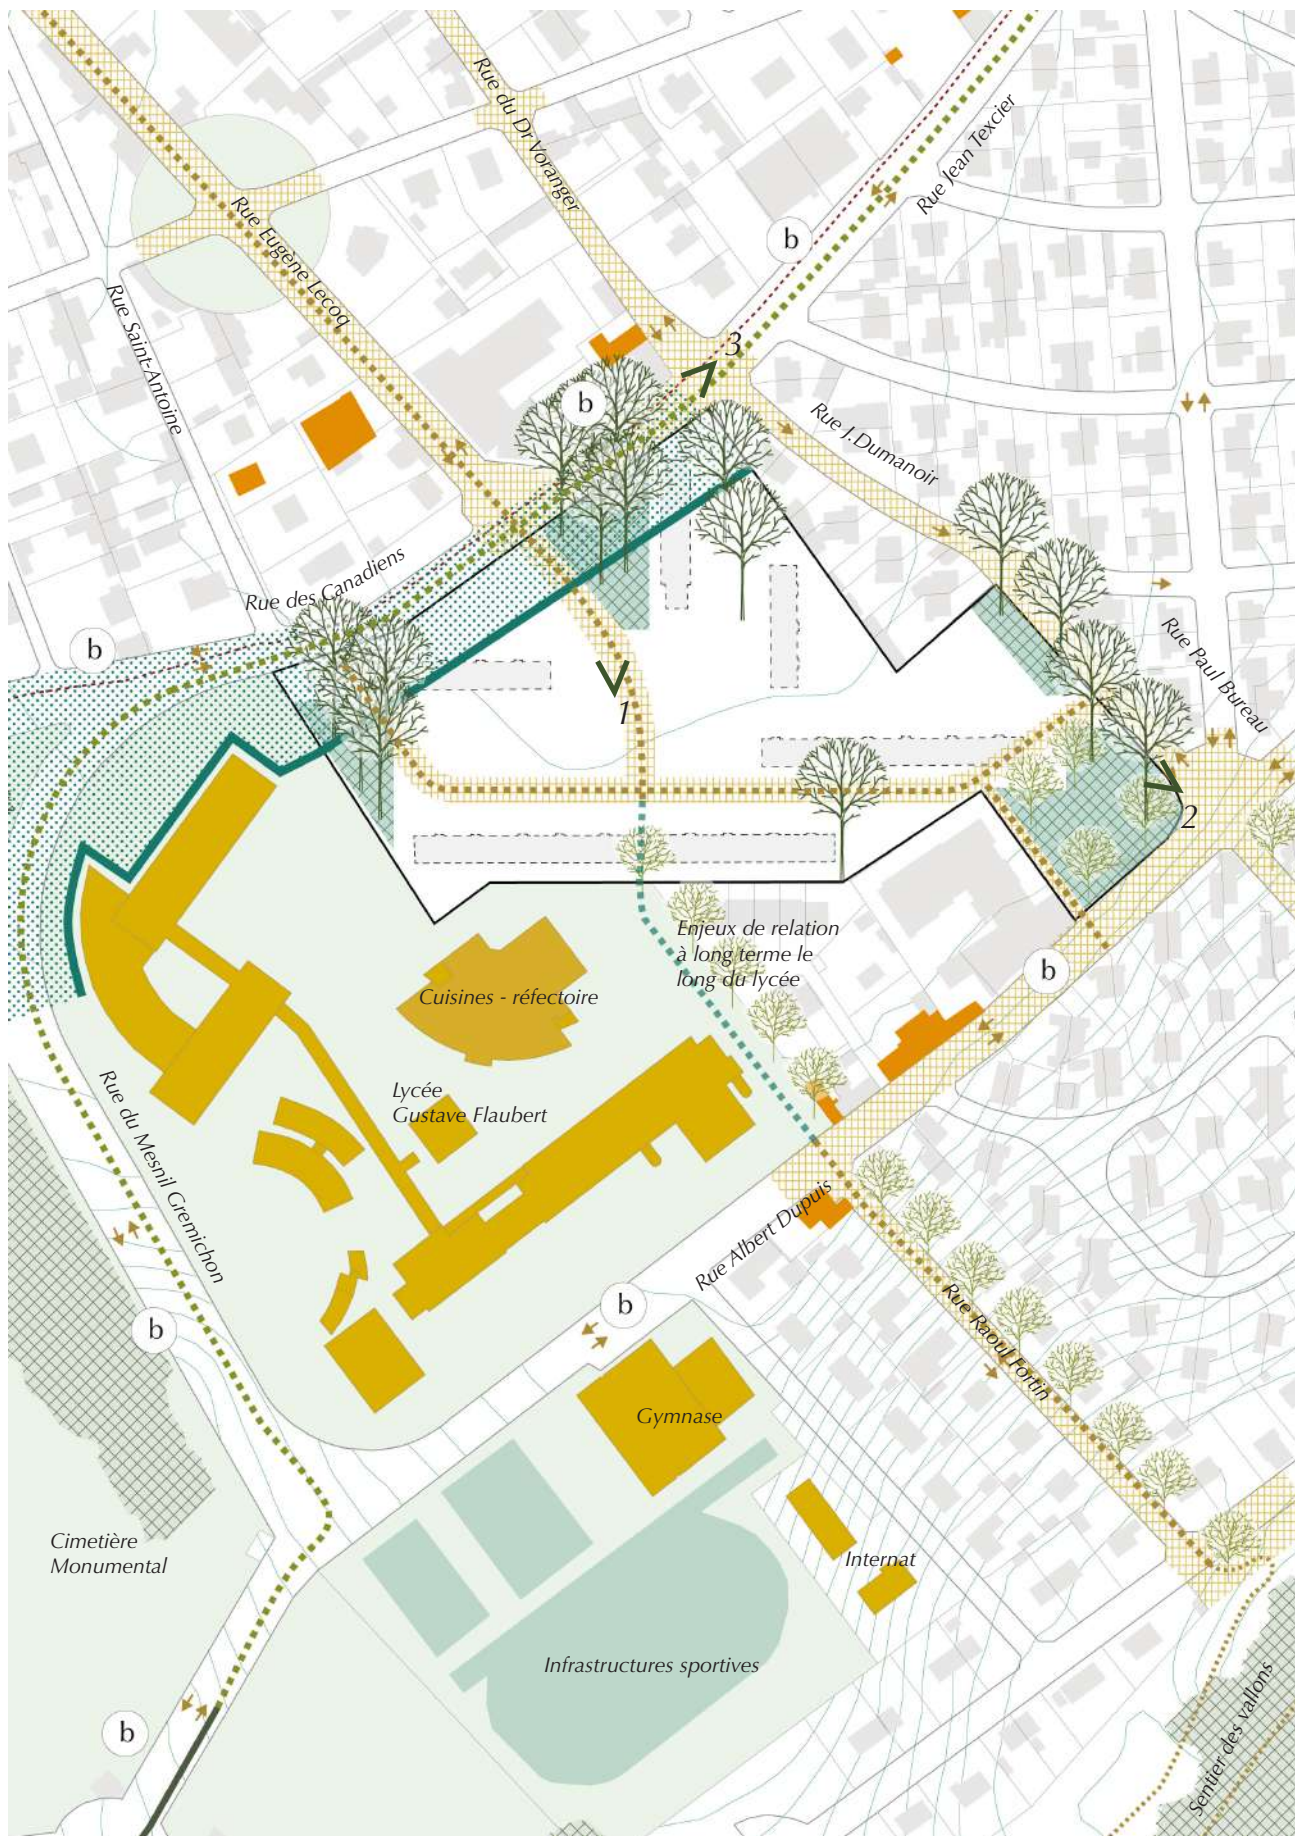 Rue du Dr Voranger
Rue Jean Texcier
Rue Eugène Lecoq
b
Rue Saint-Antoine
3
b
Rue J.Dumanoir
Rue des Canadiens
b
Rue Paul Bureau
1
2
Enjeux de relation
à long terme le
long du lycée
b
Cuisines - réfectoire
Lycée
Gustave Flaubert
Rue du Mesnil Gremichon
Rue Albert Dupuis
b
b
Rue Raoul Fortin
Gymnase
Cimetière
Monumental
Internat
Infrastructures sportives
Sentier des vallons
b